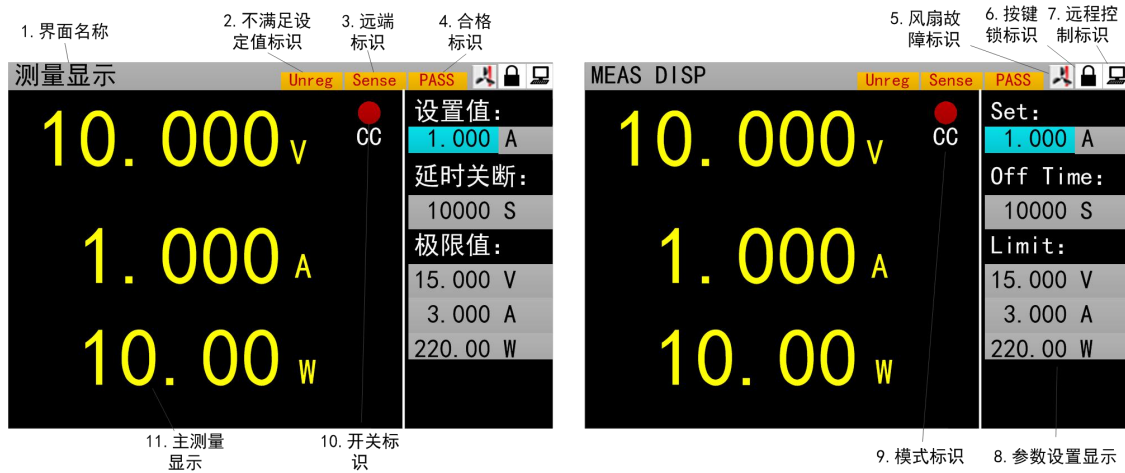 1. 界面名称
2. 不满足设
定值标识
3. 远端
标识
4. 合格
标识
5. 风扇故
障标识
6. 按键
锁标识
7. 远程控
制标识
测量显示
Unreg
Sense
PASS
10.000 V
CC
1.000 A
10.00 W
设置值:
1.000 A
延时关断:
10000 S
极限值:
15.000 V
3.000 A
220.00 W
MEAS DISP
Unreg
Sense
PASS
10.000 V
CC
1.000 A
10.00 W
Set:
1.000 A
Off Time:
10000 S
Limit:
15.000 V
3.000 A
220.00 W
11. 主测量
显示
10. 开关标
识
9. 模式标识
8. 参数设置显示